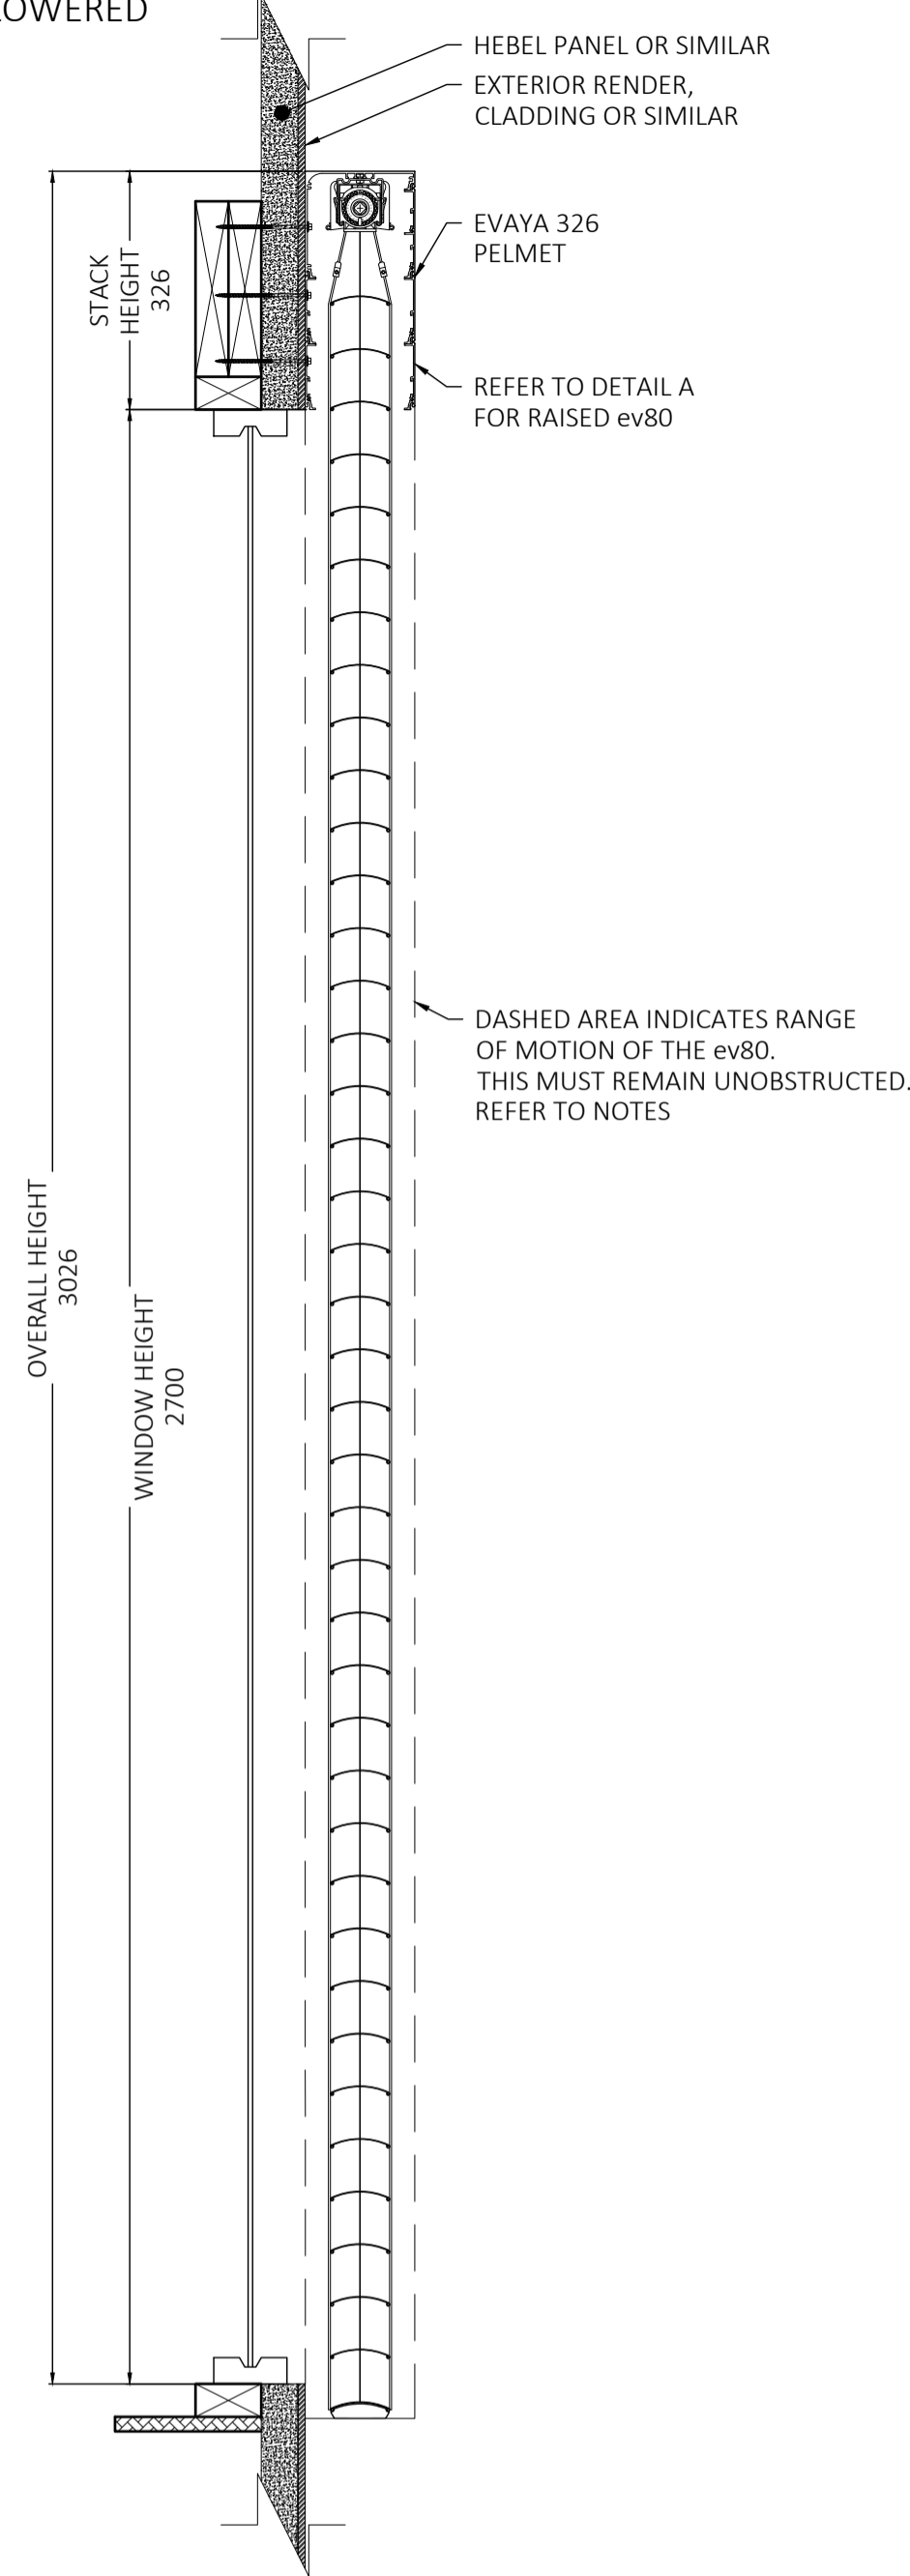 LOWERED
HEBEL PANEL OR SIMILAR
EXTERIOR RENDER,
CLADDING OR SIMILAR
EVAYA 326
PELMET
STACK
HEIGHT
326
REFER TO DETAIL A
FOR RAISED ev80
DASHED AREA INDICATES RANGE
OF MOTION OF THE ev80.
THIS MUST REMAIN UNOBSTRUCTED.
REFER TO NOTES
OVERALL HEIGHT
3026
WINDOW HEIGHT
2700